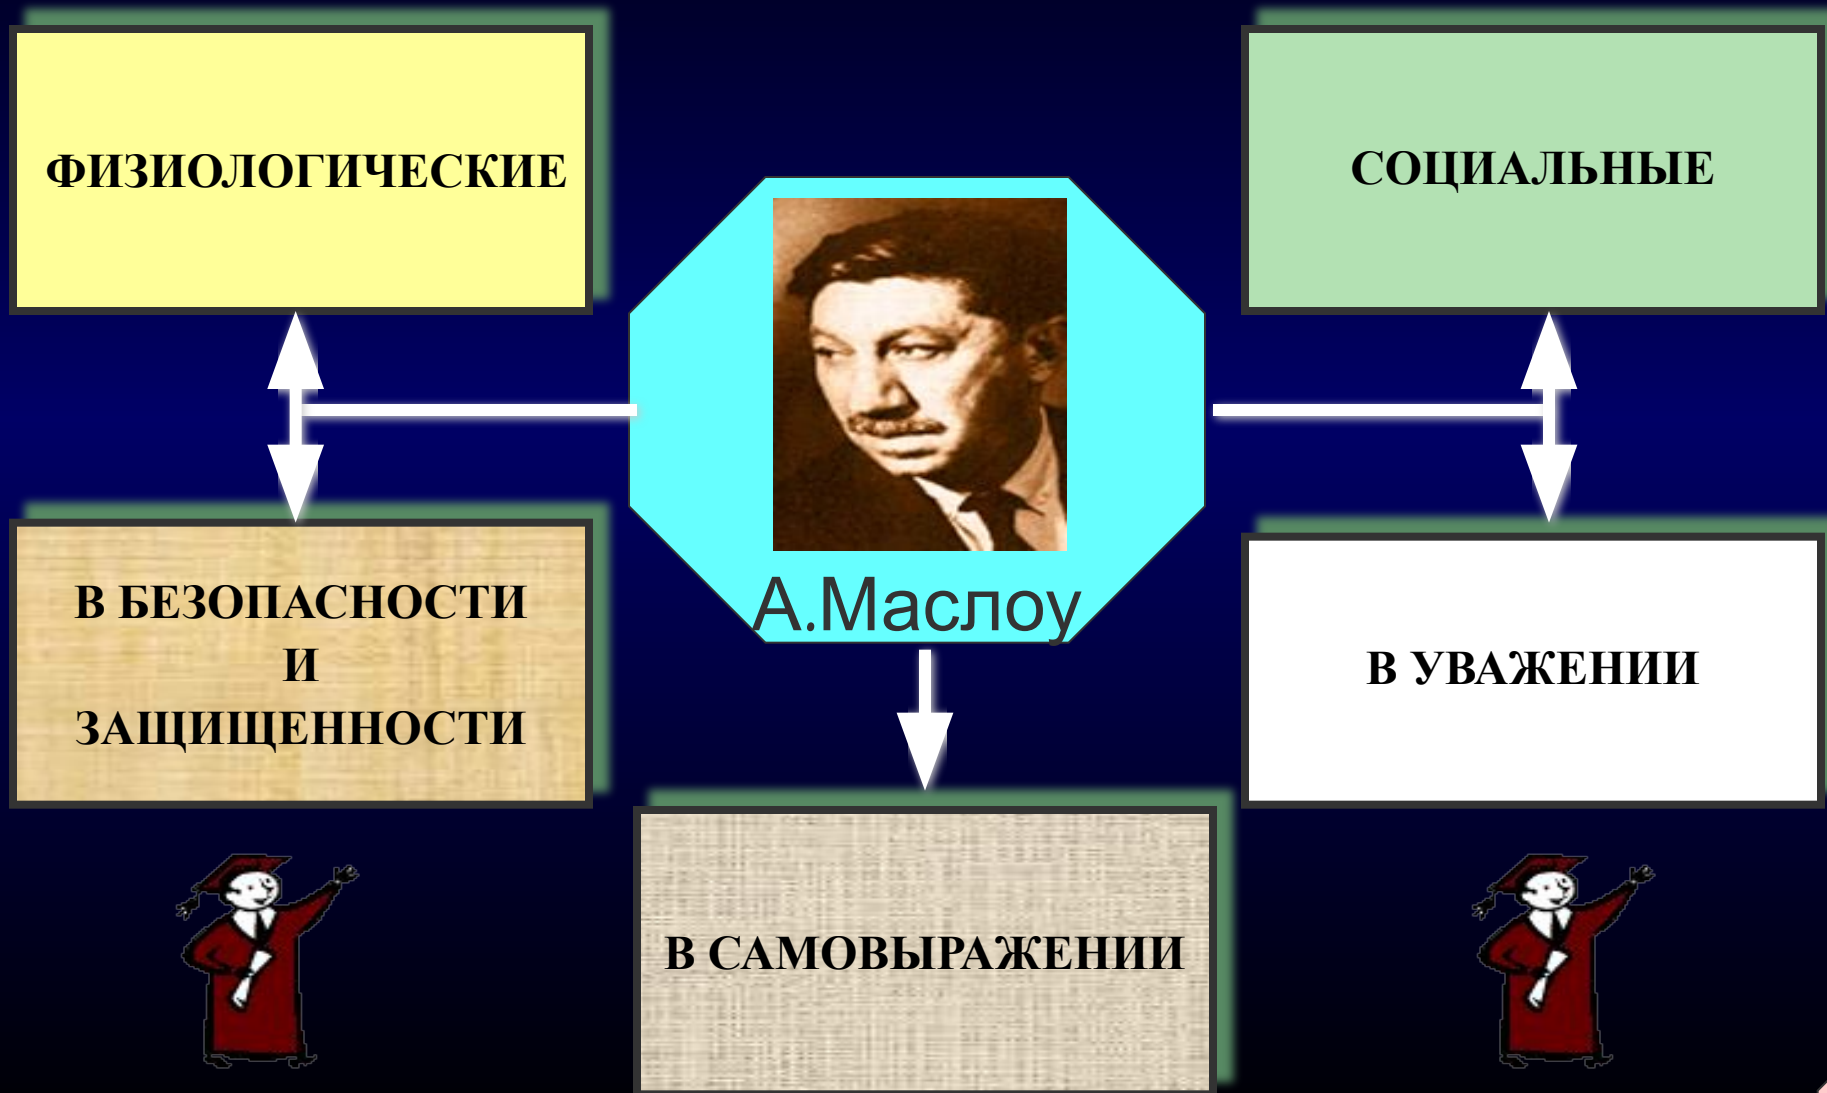 ФИЗИОЛОГИЧЕСКИЕ
СОЦИАЛЬНЫЕ
А.Маслоу
В БЕЗОПАСНОСТИ
И
ЗАЩИЩЕННОСТИ
В УВАЖЕНИИ
В САМОВЫРАЖЕНИИ